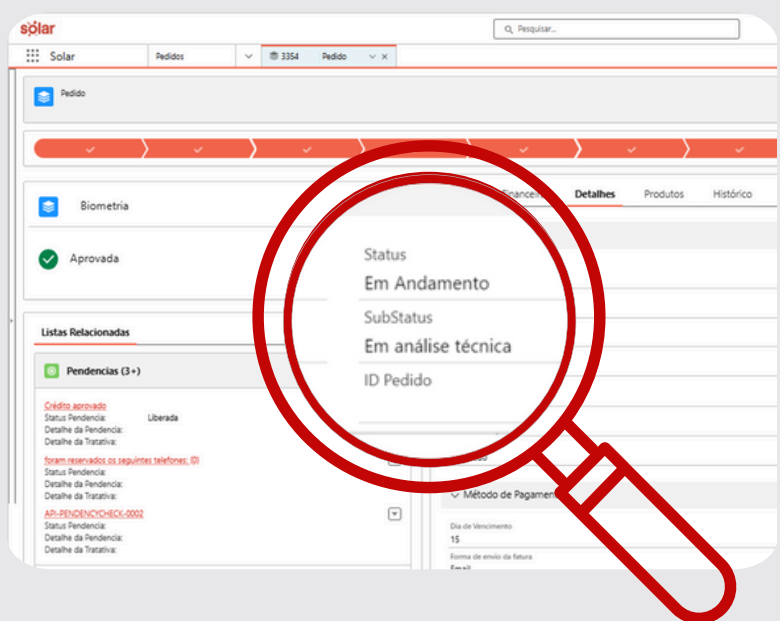 solar
Pesquisar...
Solar
Pedidos
3354 Pedido
Pedido
Biometria
Aprovada
Financeiro Detalhes Produtos Histórico
Status
Em Andamento
SubStatus
Em análise técnica
ID Pedido
Listas Relacionadas
Pendencias (3+)
Crédito aprovado
Status Pendencia: Liberada
Detalhe da Pendencia:
Detalhe da Tratativa:
foram reservados os seguintes telefones: (0)
Status Pendencia:
Detalhe da Pendencia:
Detalhe da Tratativa:
API-PENDENCYCHECK-0002
Status Pendencia:
Detalhe da Pendencia:
Detalhe da Tratativa:
Método de Pagamen
Dia de Vencimento
15
Forma de envio da fatura
Email